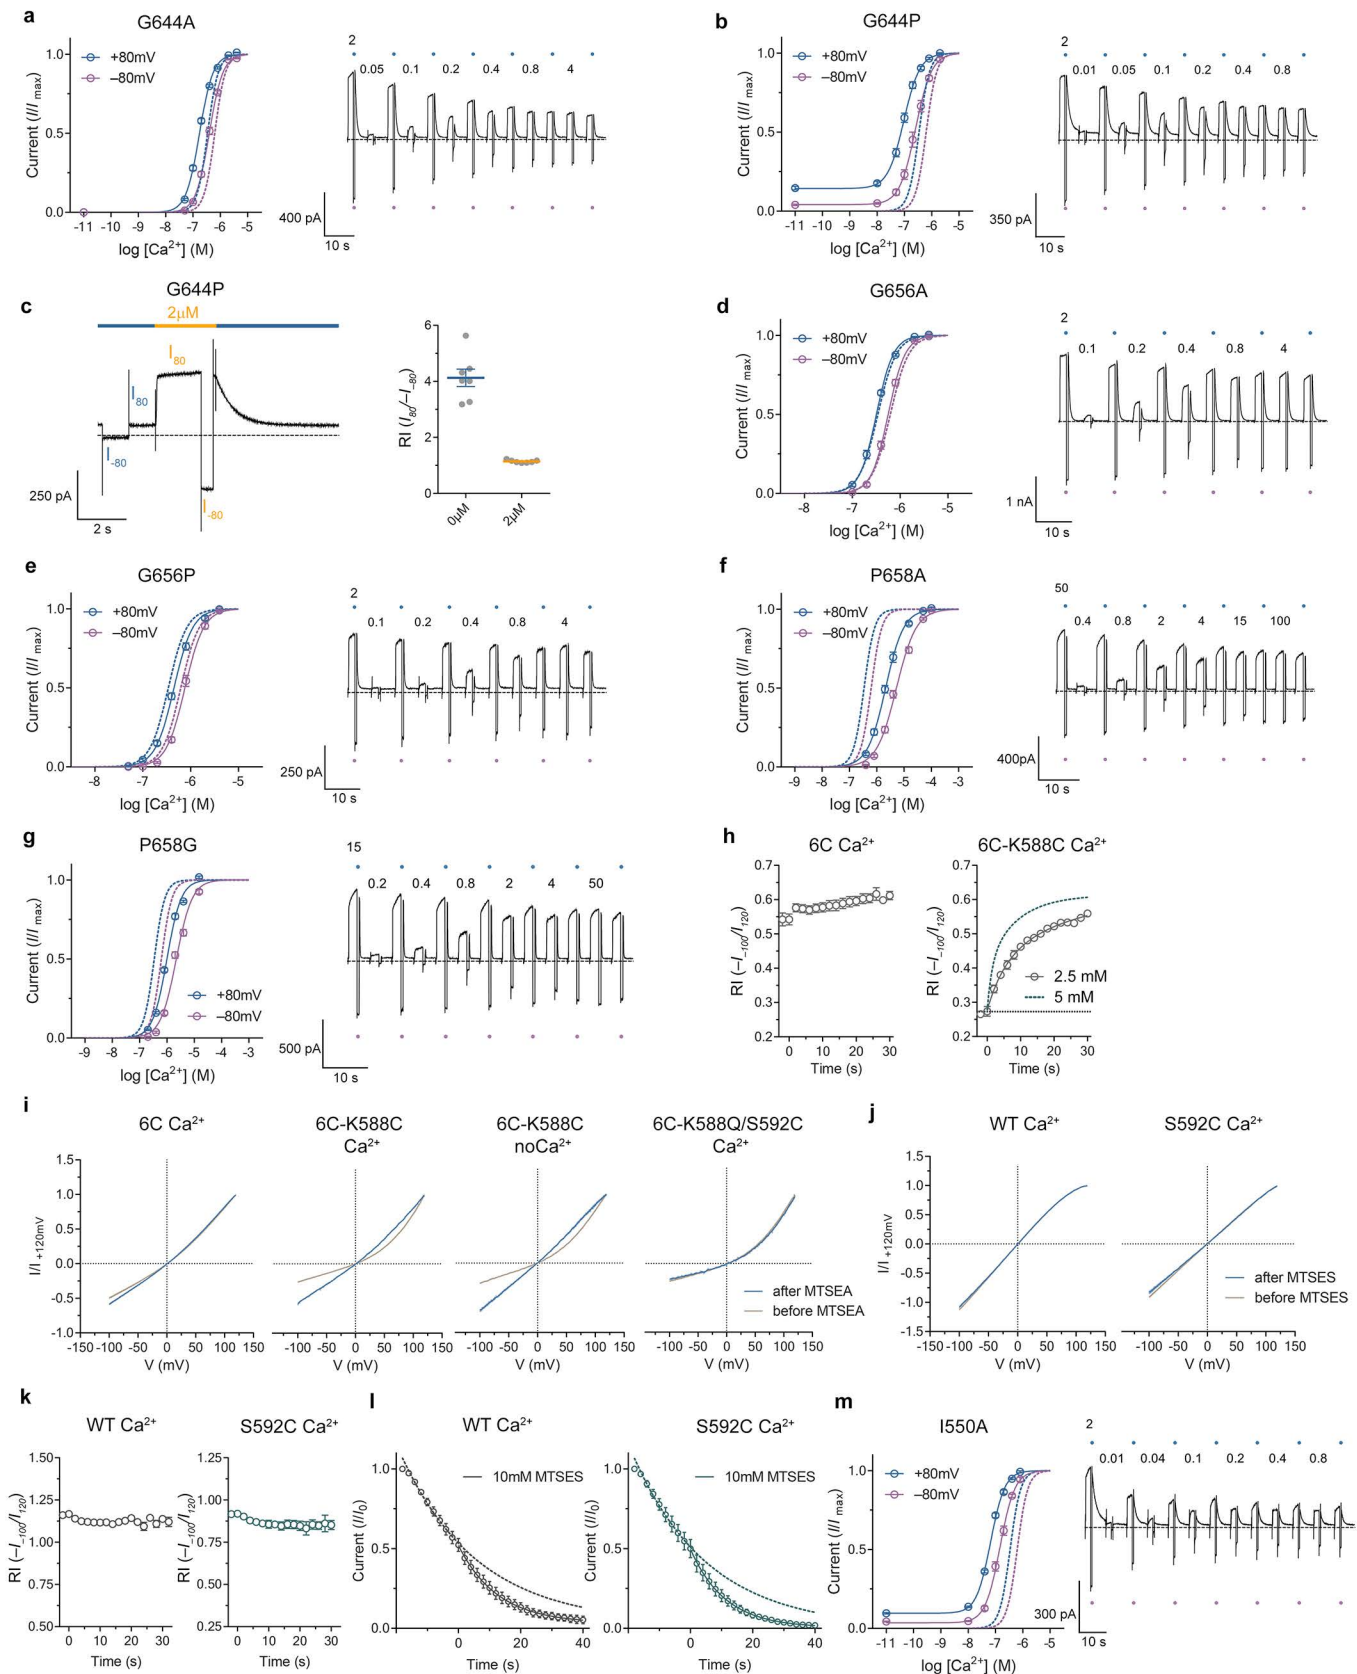 a
G644A
1.0
0.5
0.0
Current (I/I max)
+80mV
–80mV
-11 -10 -9 -8 -7 -6 -5
log [Ca2+] (M)
2
0.05 0.1 0.2 0.4 0.8 4
400 pA
10 s
b
G644P
1.0
0.5
0.0
Current (I/I max)
+80mV
–80mV
-11 -10 -9 -8 -7 -6 -5
log [Ca2+] (M)
2
0.01 0.05 0.1 0.2 0.4 0.8
350 pA
10 s
c
G644P
2μM
I80
I80
I-80
I-80
250 pA
2 s
6
4
2
0
RI (I80/–I–80)
0μM 2μM
d
G656A
1.0
0.5
0.0
Current (I/I max)
+80mV
–80mV
-8 -7 -6 -5
log [Ca2+] (M)
2
0.1 0.2 0.4 0.8 4
1 nA
10 s
e
G656P
1.0
0.5
0.0
Current (I/I max)
+80mV
–80mV
-8 -7 -6 -5
log [Ca2+] (M)
2
0.1 0.2 0.4 0.8 4
250 pA
10 s
f
P658A
1.0
0.5
0.0
Current (I/I max)
+80mV
–80mV
-9 -8 -7 -6 -5 -4 -3
log [Ca2+] (M)
50
0.4 0.8 2 4 15 100
400pA
10 s
g
P658G
1.0
0.5
0.0
Current (I/I max)
+80mV
–80mV
-9 -8 -7 -6 -5 -4 -3
log [Ca2+] (M)
15
0.2 0.4 0.8 2 4 50
500 pA
10 s
h
6C Ca2+
0.7
0.6
0.5
0.4
0.3
0.2
RI (–I–100/I120)
0 10 20 30
Time (s)
6C-K588C Ca2+
0.7
0.6
0.5
0.4
0.3
0.2
RI (–I–100/I120)
2.5 mM
5 mM
0 10 20 30
Time (s)
i
6C Ca2+
6C-K588C
Ca2+
6C-K588C
noCa2+
6C-K588Q/S592C
Ca2+
1.5
1.0
0.5
0.0
-0.5
-1.0
I/I +120mV
after MTSEA
before MTSEA
-150 -100 -50 0 50 100 150
V (mV)
-100 -50 0 50 100
V (mV)
-100 -50 0 50 100 150
V (mV)
-100 -50 0 50 100 150
V (mV)
j
WT Ca2+
S592C Ca2+
1.5
1.0
0.5
0.0
-0.5
-1.0
-1.5
I/I +120mV
after MTSES
before MTSES
-150 -100 -50 0 50 100 150
V (mV)
-100 -50 0 50 100 150
V (mV)
k
WT Ca2+
1.50
1.25
1.00
0.75
0.50
RI (–I–100/I120)
0 10 20 30
Time (s)
S592C Ca2+
1.25
1.00
0.75
0.50
0.25
RI (–I–100/I120)
0 10 20 30
Time (s)
l
WT Ca2+
1.0
0.5
0.0
Current (I/I0)
10mM MTSES
0 20 40
Time (s)
S592C Ca2+
1.0
0.5
0.0
Current (I/I0)
10mM MTSES
0 20 40
Time (s)
m
I550A
1.0
0.5
0.0
Current (I/I max)
+80mV
–80mV
-11 -10 -9 -8 -7 -6 -5 -4
log [Ca2+] (M)
2
0.01 0.04 0.1 0.2 0.4 0.8
300 pA
10 s